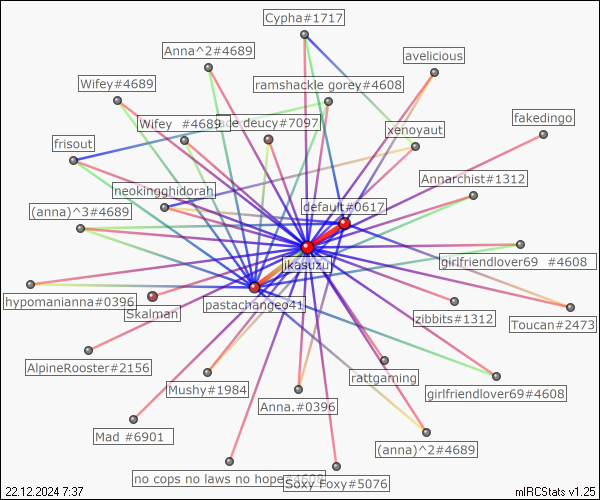 Cypha#1717
Anna^2#4689
avelicious
Wifey#4689
ramshackle gorey#4608
fakedingo
Wifey #4689
deucy#7097
xenoyaut
frisout
Annarchist#1312
neokingghidorah
default#0617
(anna)^3#4689
jikasuzu
girlfriendlover69 #4608
hypomanianna#0396
Skalman
pastachangeo41
zibbits#1312
Toucan#2473
AlpineRooster#2156
rattgaming
Mushy#1984
girlfriendlover69#4608
Anna.#0396
Mad #6901
(anna)^2#4689
no cops no laws no hope#4608
Soxy Foxy#5076
22.12.2024 7:37
mIRCStats v1.25